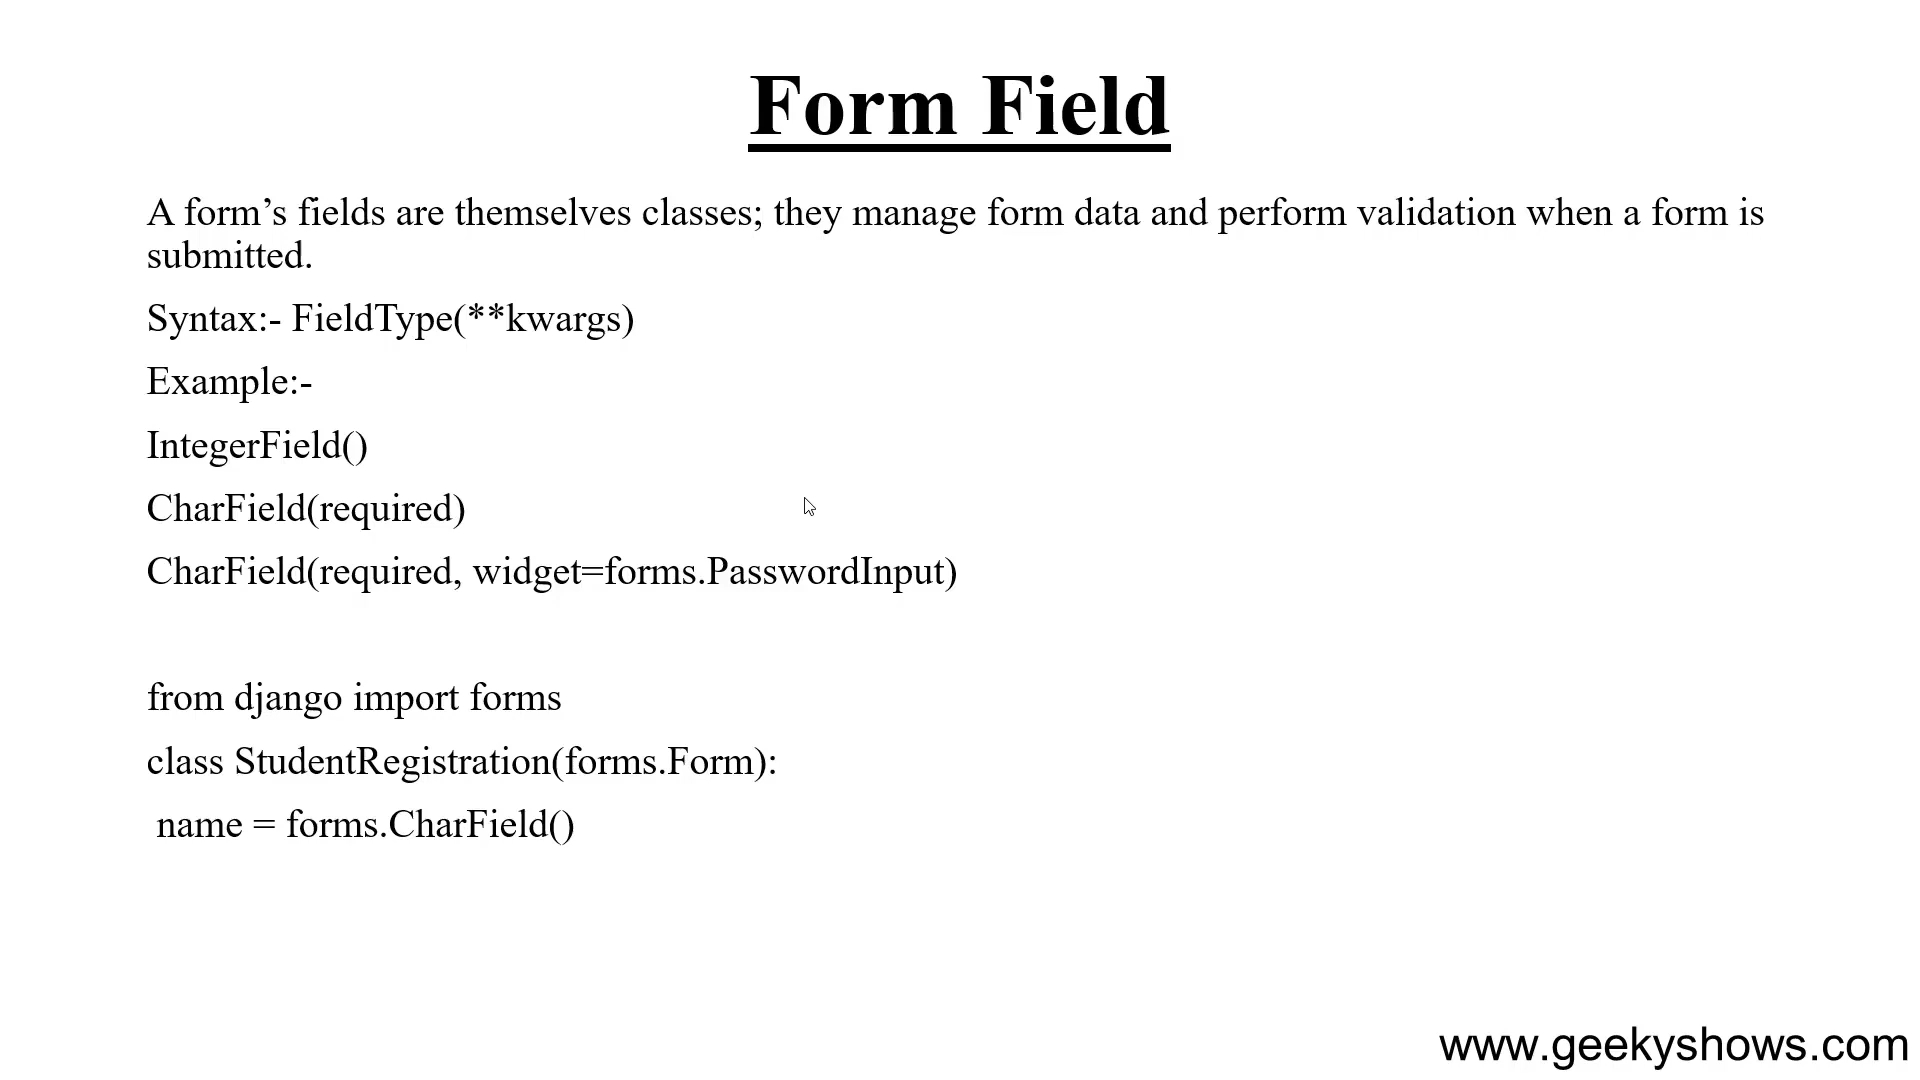 Form Field
A form’s fields are themselves classes; they manage form data and perform validation when a form is
submitted.
Syntax:- FieldType(**kwargs)
Example:-
IntegerField()
CharField(required)
CharField(required, widget=forms.PasswordInput)
from django import forms
class StudentRegistration(forms.Form):
name = forms.CharField()
www.geekyshows.com